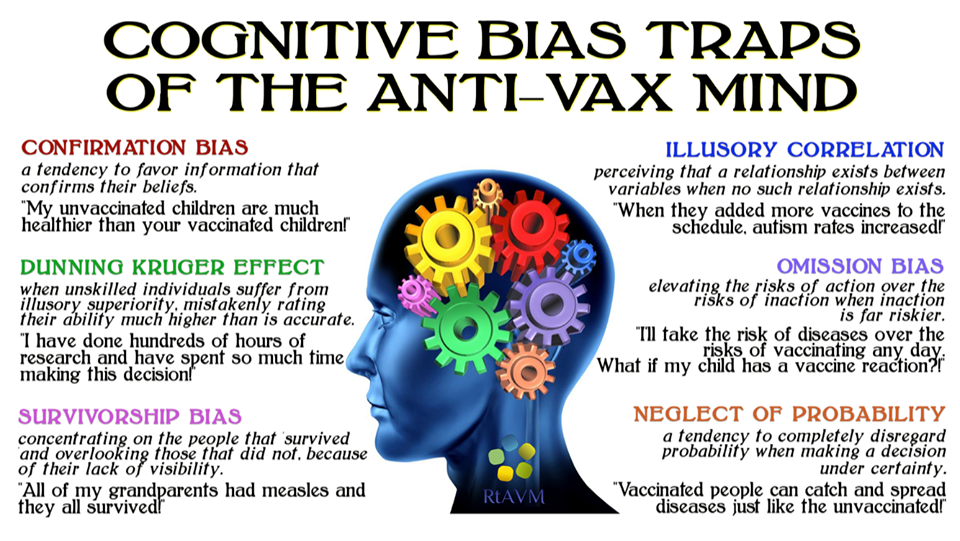 COGNITIVE BIAS TRAPS
OF THE ANTI-VAX MIND
CONFIRMATION BIAS
a tendency to favor information that
confirms their beliefs.
"My unvaccinated children are much
healthier than your vaccinated children!"
DUNNING KRUGER EFFECT
when unskilled individuals suffer from
illusory superiority, mistakenly rating
their ability much higher than is accurate.
"I have done hundreds of hours of
research and have spent so much time
making this decision!"
SURVIVORSHIP BIAS
concentrating on the people that 'survived
'and overlooking those that did not, because
of their lack of visibility.
"All of my grandparents had measles and
they all survived!"
ILLUSORY CORRELATION
perceiving that a relationship exists between
variables when no such relationship exists.
"When they added more vaccines to the
schedule, autism rates increased!"
OMISSION BIAS
elevating the risks of action over the
risks of inaction when inaction
is far riskier.
"I'll take the risk of diseases over the
risks of vaccinating any day.
What if my child has a vaccine reaction?!"
NEGLECT OF PROBABILITY
a tendency to completely disregard
probability when making a decision
under certainty.
"Vaccinated people can catch and spread
diseases just like the unvaccinated!"
RtAVM